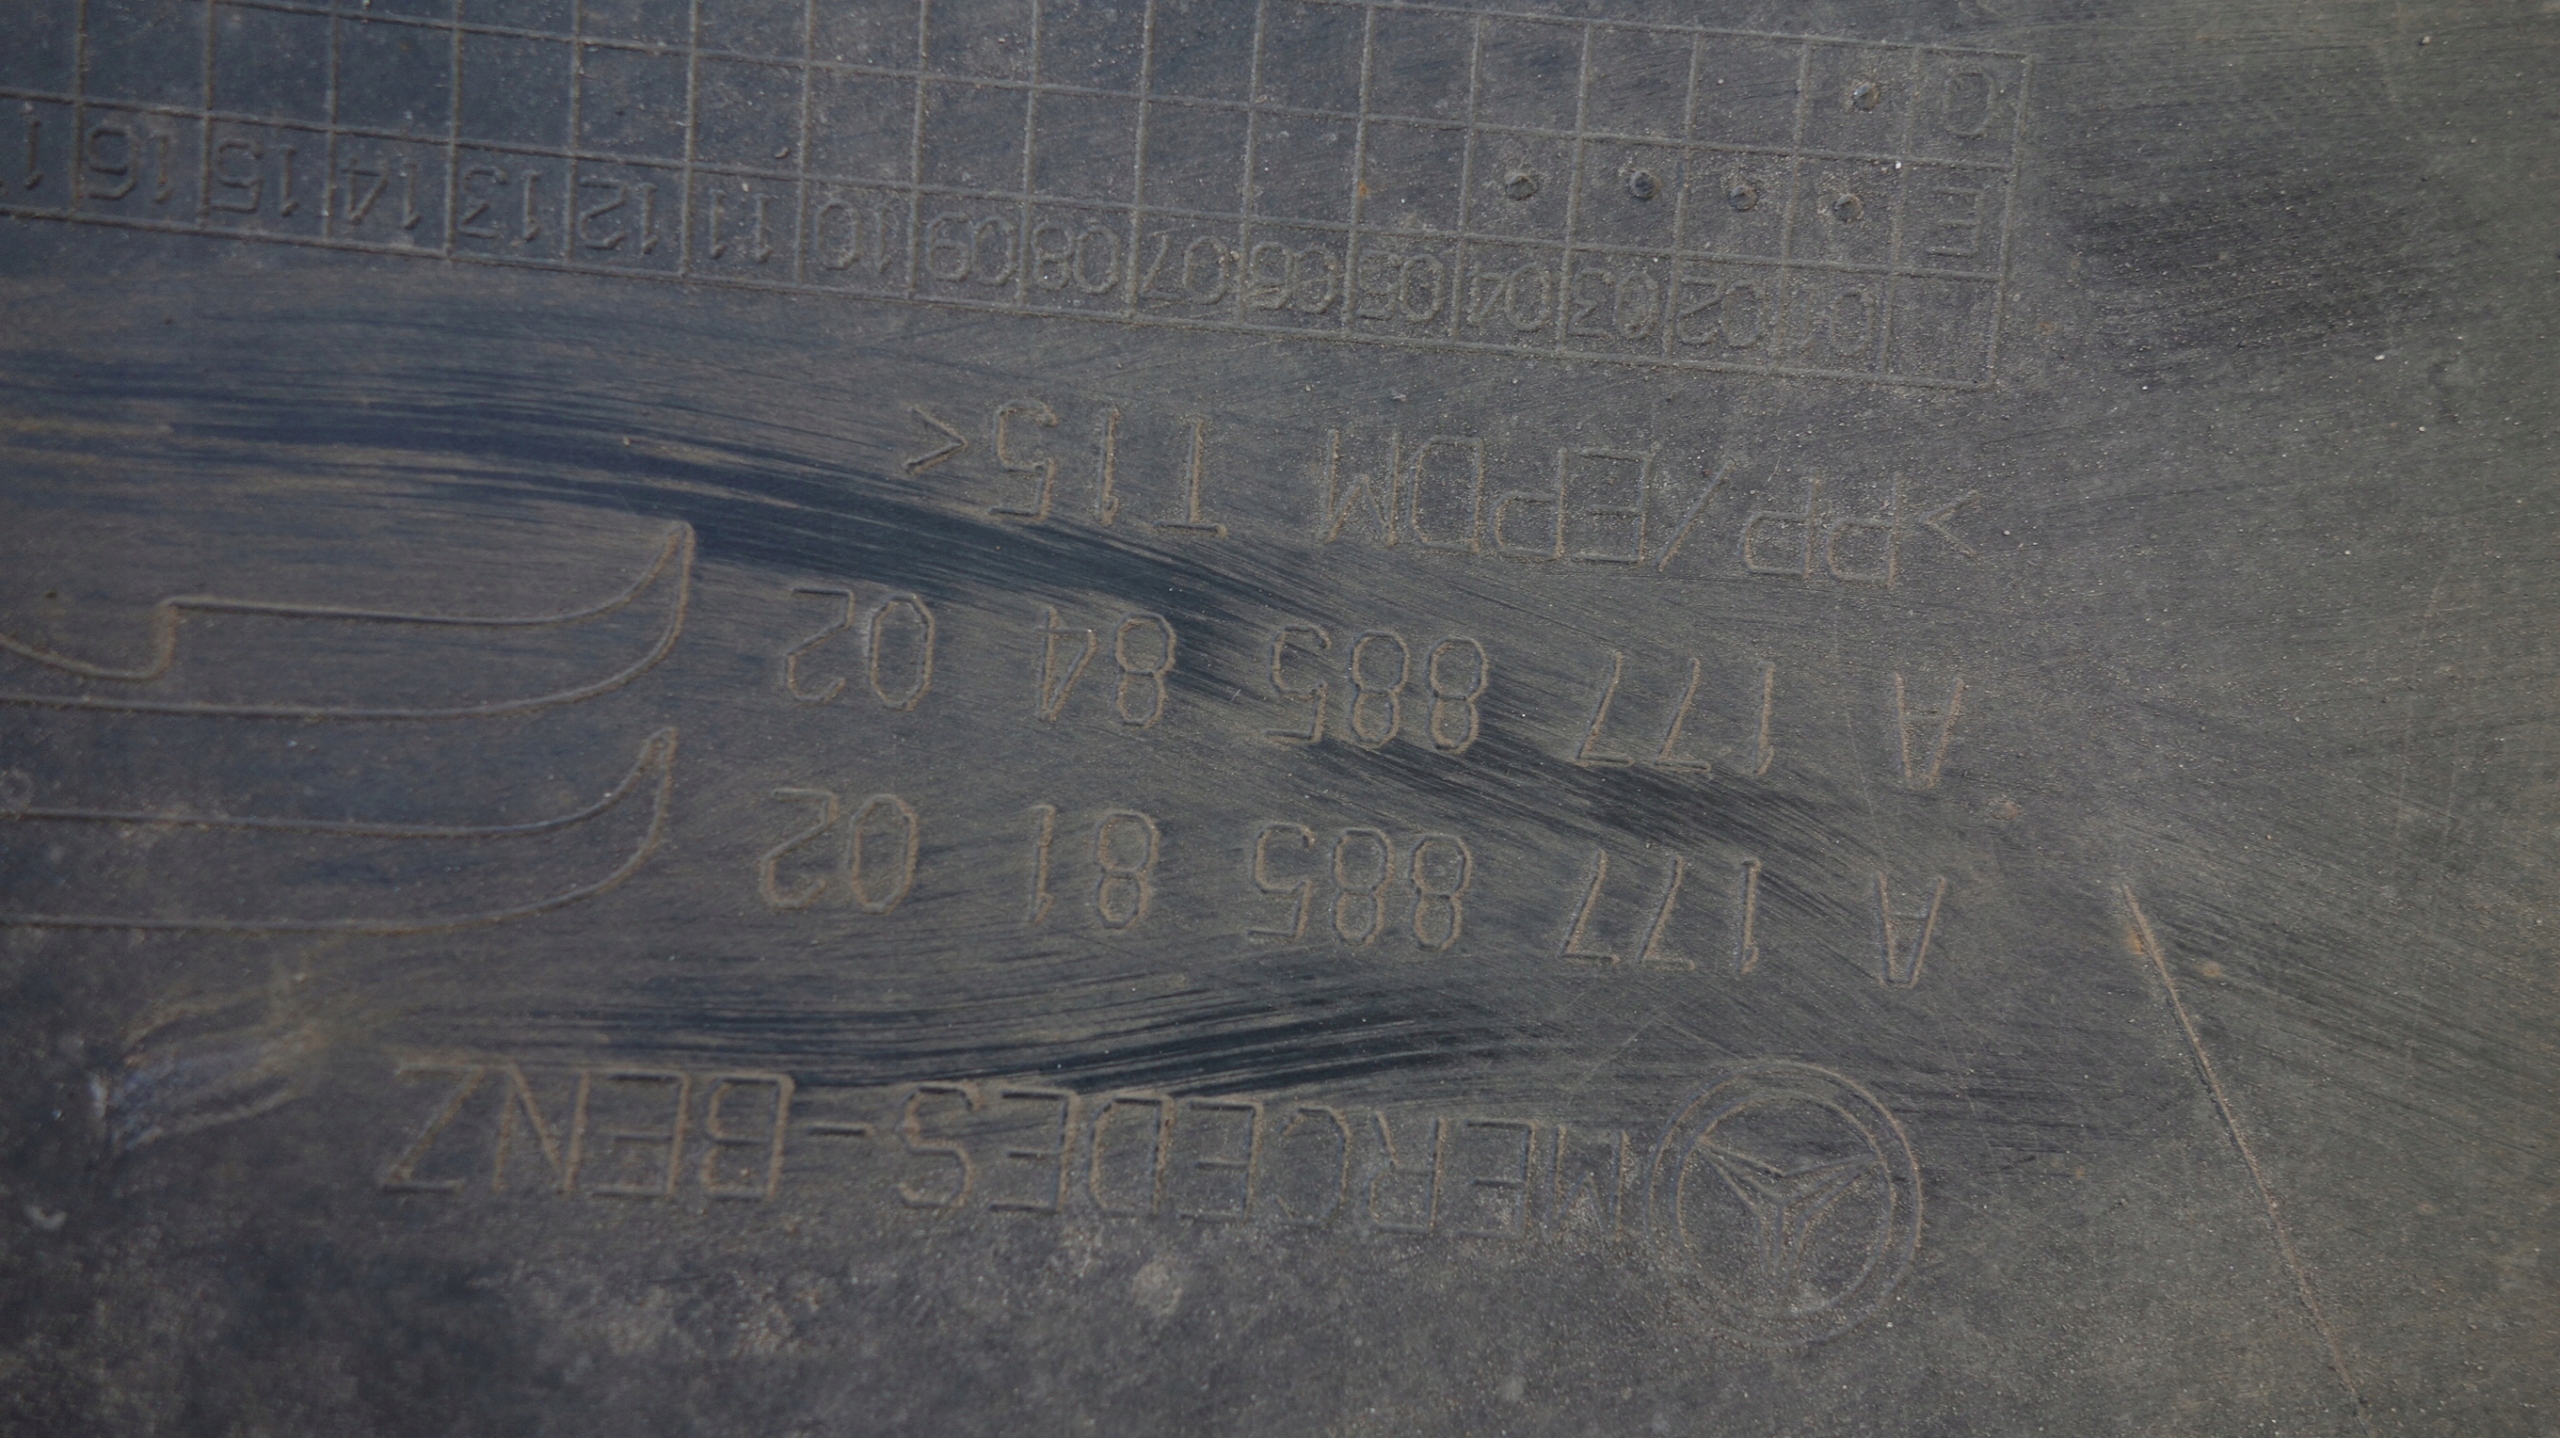 MERCEDES-BENZ
A 177 885 81 02
A 177 885 84 02
>PP/EPDM T15<
01 02 03 04 05 06 07 08 09 10 11 12 13 14 15 16
E
C